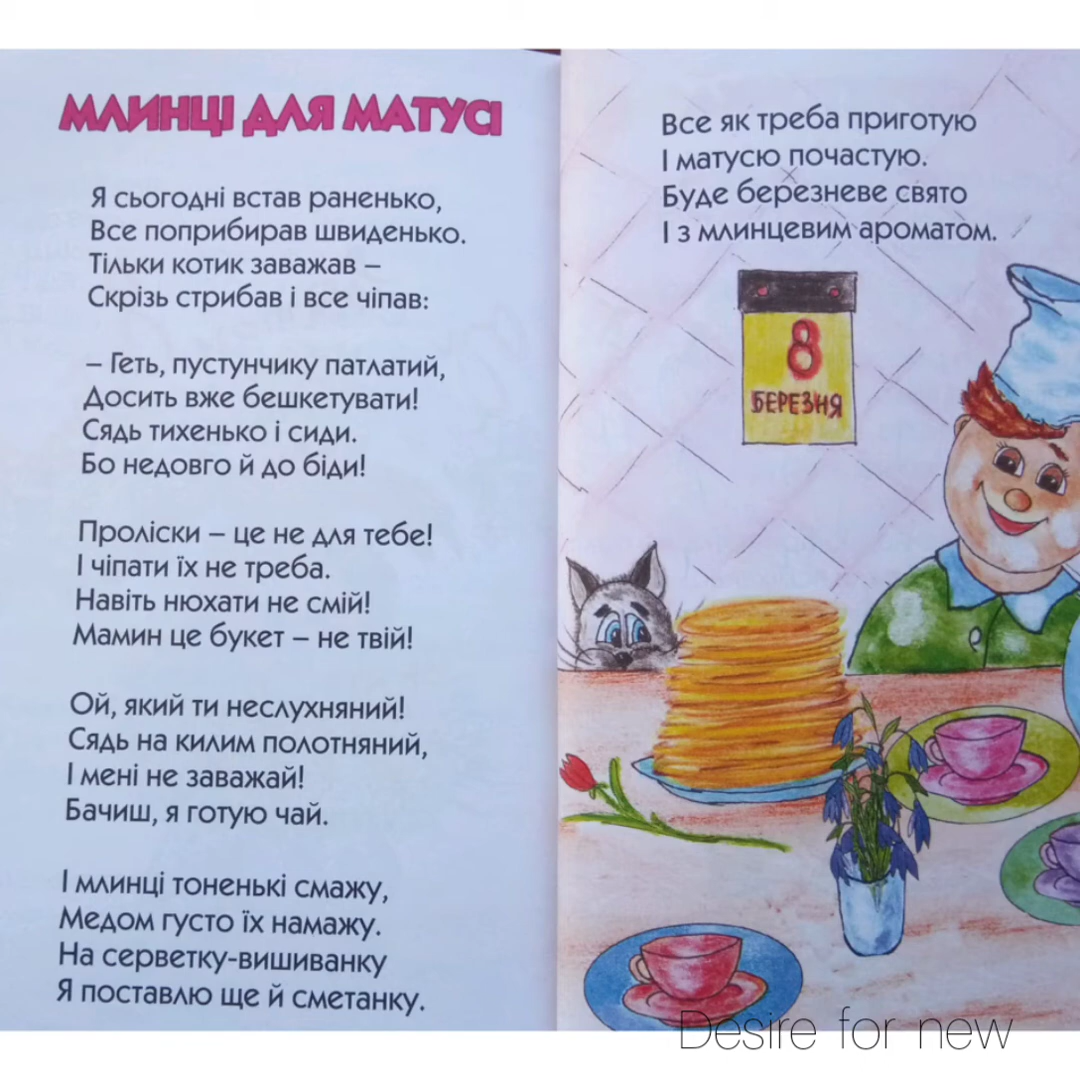 МЛИНЦІ ДЛЯ МАТУСІ
Я сьогодні встав раненько,
Все поприбирав швиденько.
Тільки котик заважав –
Скрізь стрибав і все чіпав:
– Геть, пустунчику патлатий,
Досить вже бешкетувати!
Сядь тихенько і сиди.
Бо недовго й до біди!
Проліски – це не для тебе!
І чіпати їх не треба.
Навіть нюхати не смій!
Мамин це букет – не твій!
Ой, який ти неслухняний!
Сядь на килим полотняний,
І мені не заважай!
Бачиш, я готую чай.
І млинці тоненькі смажу,
Медом густо їх намажу.
На серветку-вишиванку
Я поставлю ще й сметанку.
Все як треба приготую
І матусю почастую.
Буде березневе свято
І з млинцевим ароматом.
8
БЕРЕЗНЯ
Desire for new